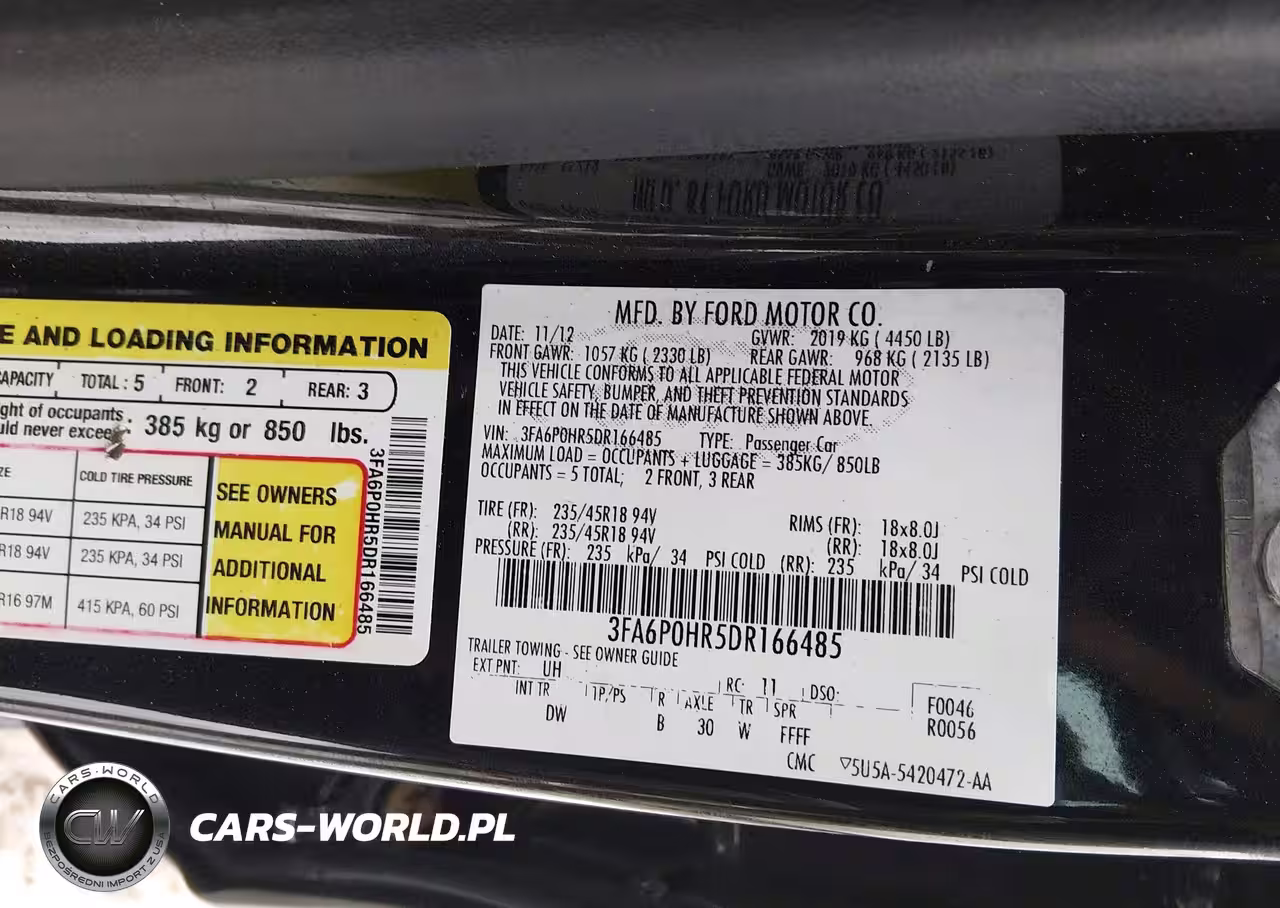 E AND LOADING INFORMATION
APACITY TOTAL: 5 FRONT: 2 REAR: 3
ght of occupants
uld never exceed: 385 kg or 850 lbs.
ZE COLD TIRE PRESSURE
R18 94V 235 KPA, 34 PSI
R18 94V 235 KPA, 34 PSI
R16 97M 415 KPA, 60 PSI
SEE OWNERS
MANUAL FOR
ADDITIONAL
INFORMATION
3FA6P0HR5DR166485
MFD. BY FORD MOTOR CO.
DATE: 11/12 GVWR: 2019 KG ( 4450 LB)
FRONT GAWR: 1057 KG ( 2330 LB) REAR GAWR: 968 KG ( 2135 LB)
THIS VEHICLE CONFORMS TO ALL APPLICABLE FEDERAL MOTOR
VEHICLE SAFETY, BUMPER, AND THEFT PREVENTION STANDARDS
IN EFFECT ON THE DATE OF MANUFACTURE SHOWN ABOVE.
VIN: 3FA6P0HR5DR166485 TYPE: Passenger Car
MAXIMUM LOAD = OCCUPANTS + LUGGAGE = 385KG/ 850LB
OCCUPANTS = 5 TOTAL; 2 FRONT, 3 REAR
TIRE (FR): 235/45R18 94V RIMS (FR): 18x8.0J
(RR): 235/45R18 94V (RR): 18x8.0J
PRESSURE (FR): 235 kPa/ 34 PSI COLD (RR): 235 kPa/ 34 PSI COLD
3FA6P0HR5DR166485
TRAILER TOWING - SEE OWNER GUIDE
EXT PNT: UH RC: 11 DSO:
INT TR TP/PS R AXLE TR SPR
DW B 30 W FFFF
F0046
R0056
CMC ▽5U5A-5420472-AA
CARS-WORLD
CW
BEZPOŚREDNI IMPORT Z USA
CARS-WORLD.PL